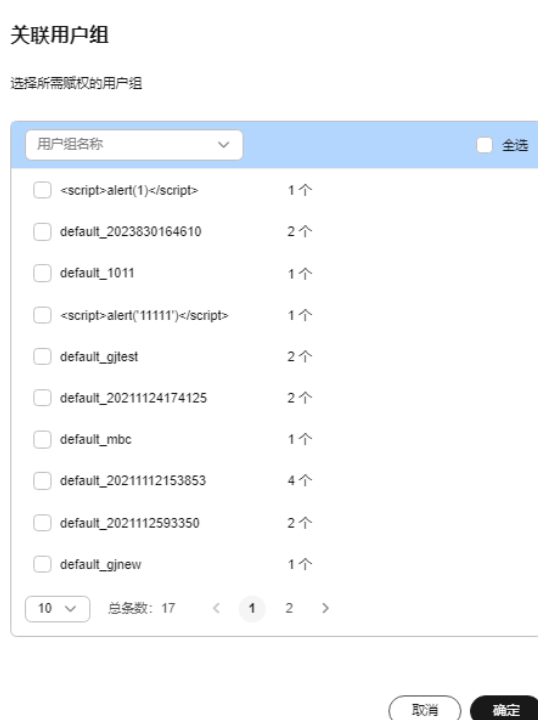 关联用户组
选择所需赋权的用户组
用户组名称 全选
<script>alert(1)</script> 1 个
default_2023830164610 2 个
default_1011 1 个
<script>alert('11111')</script> 1 个
default_gjtest 2 个
default_20211124174125 2 个
default_mbc 1 个
default_20211112153853 4 个
default_2021112593350 2 个
default_gjnew 1 个
10 总条数: 17 < 1 2 >
取消 确定